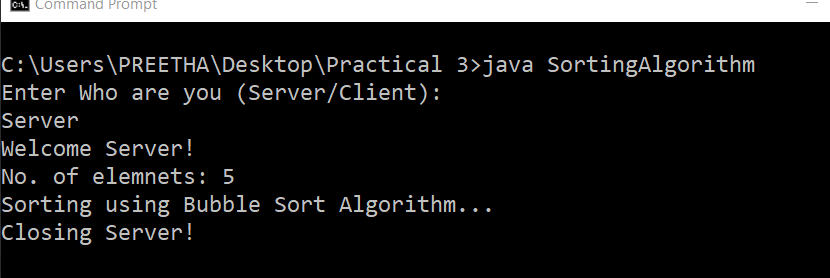 Command Prompt
C:\Users\PREETHA\Desktop\Practical 3>java SortingAlgorithm
Enter Who are you (Server/Client):
Server
Welcome Server!
No. of elemnets: 5
Sorting using Bubble Sort Algorithm...
Closing Server!